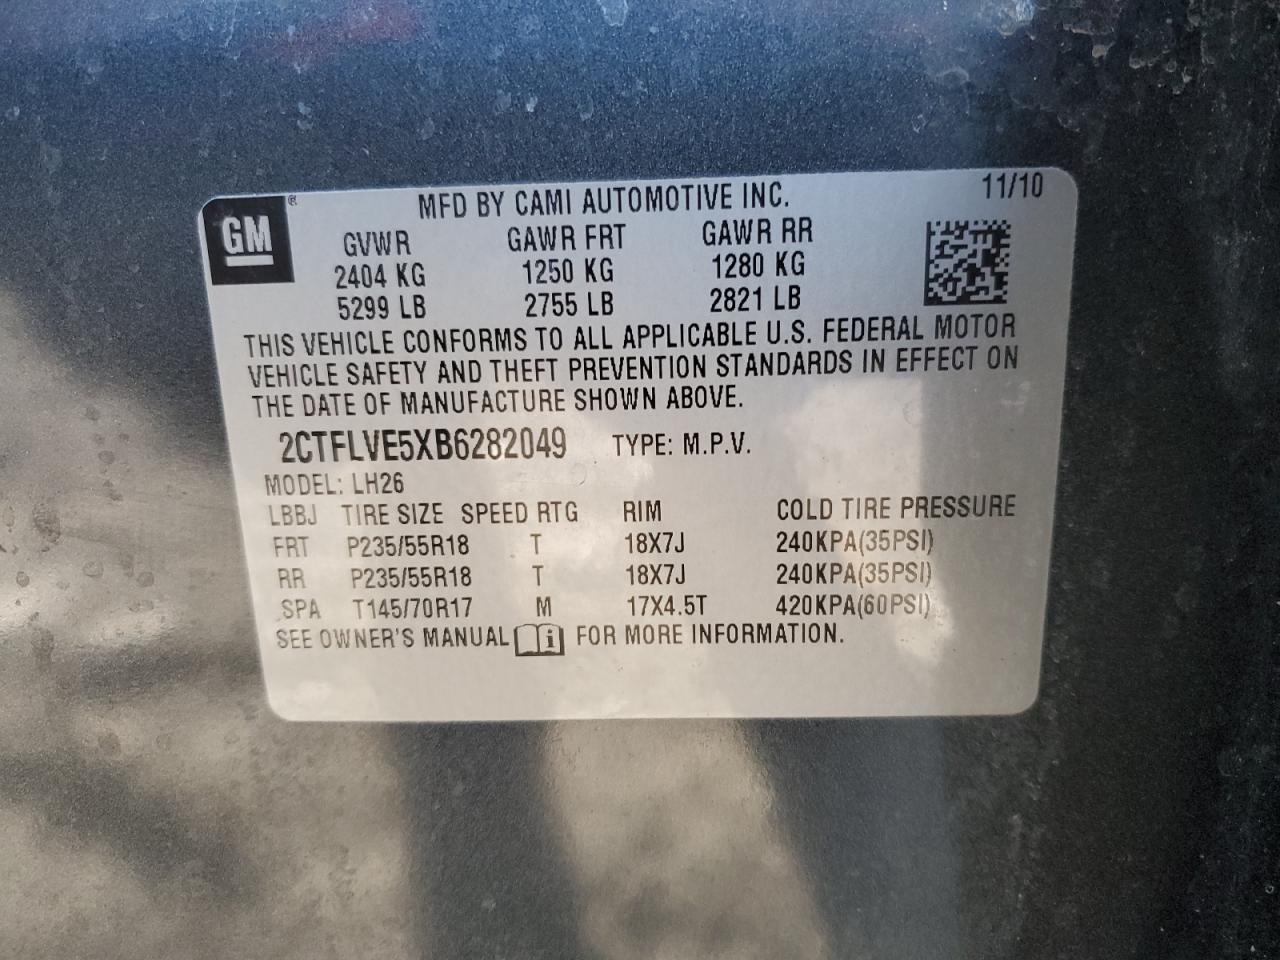 GM ®
MFD BY CAMI AUTOMOTIVE INC. 11/10
GVWR GAWR FRT GAWR RR
2404 KG 1250 KG 1280 KG
5299 LB 2755 LB 2821 LB
THIS VEHICLE CONFORMS TO ALL APPLICABLE U.S. FEDERAL MOTOR
VEHICLE SAFETY AND THEFT PREVENTION STANDARDS IN EFFECT ON
THE DATE OF MANUFACTURE SHOWN ABOVE.
2CTFLVE5XB6282049 TYPE: M.P.V.
MODEL: LH26
LBBJ TIRE SIZE SPEED RTG RIM COLD TIRE PRESSURE
FRT P235/55R18 T 18X7J 240KPA(35PSI)
RR P235/55R18 T 18X7J 240KPA(35PSI)
SPA T145/70R17 M 17X4.5T 420KPA(60PSI)
SEE OWNER'S MANUAL i FOR MORE INFORMATION.